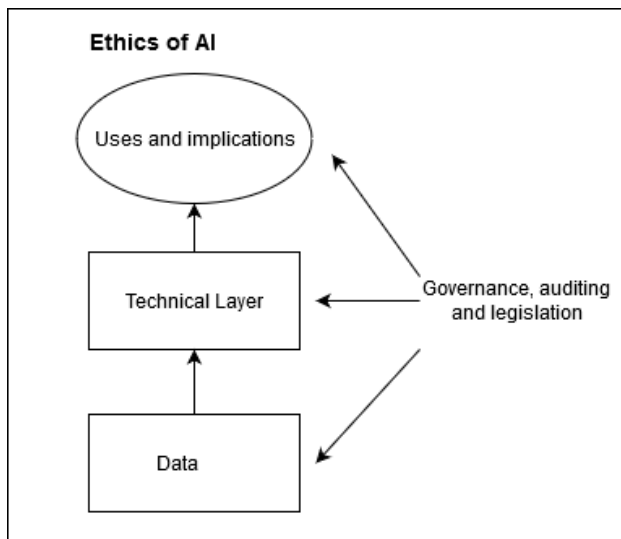 Ethics of AI
Uses and implications
Technical Layer
Governance, auditing
and legislation
Data